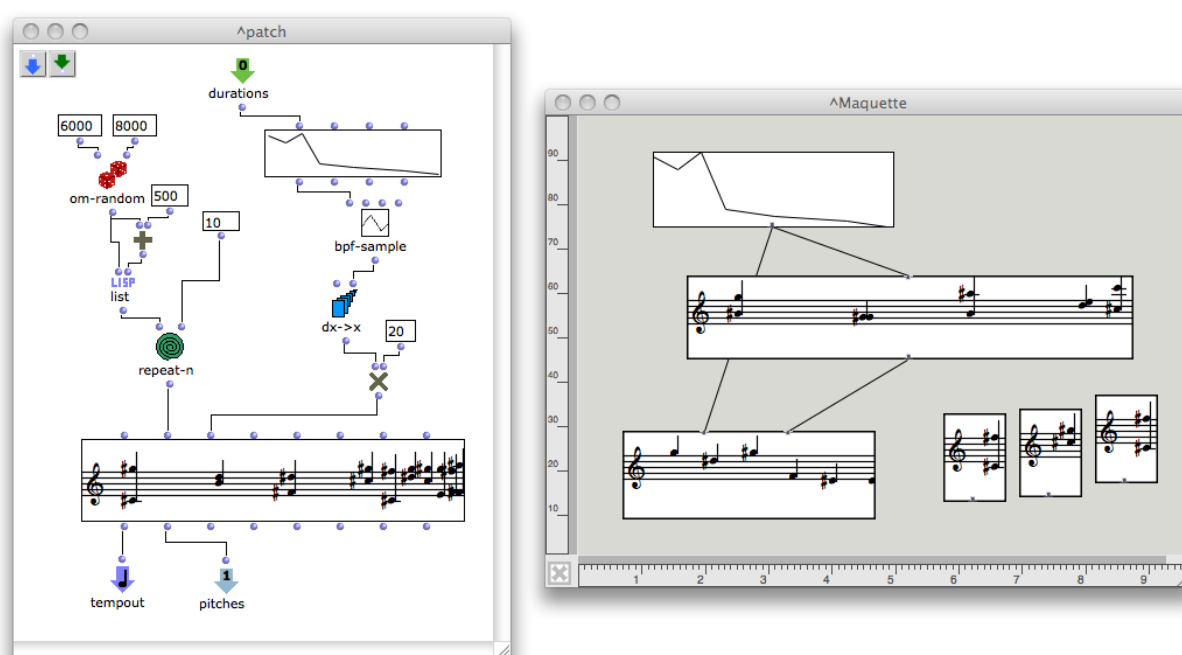 ^patch
0
durations
6000 8000
om-random
500
10
bpf-sample
LISP
list
dx->x
20
repeat-n
1
tempout
pitches
^Maquette
90
80
70
60
50
40
30
20
10
1 2 3 4 5 6 7 8 9